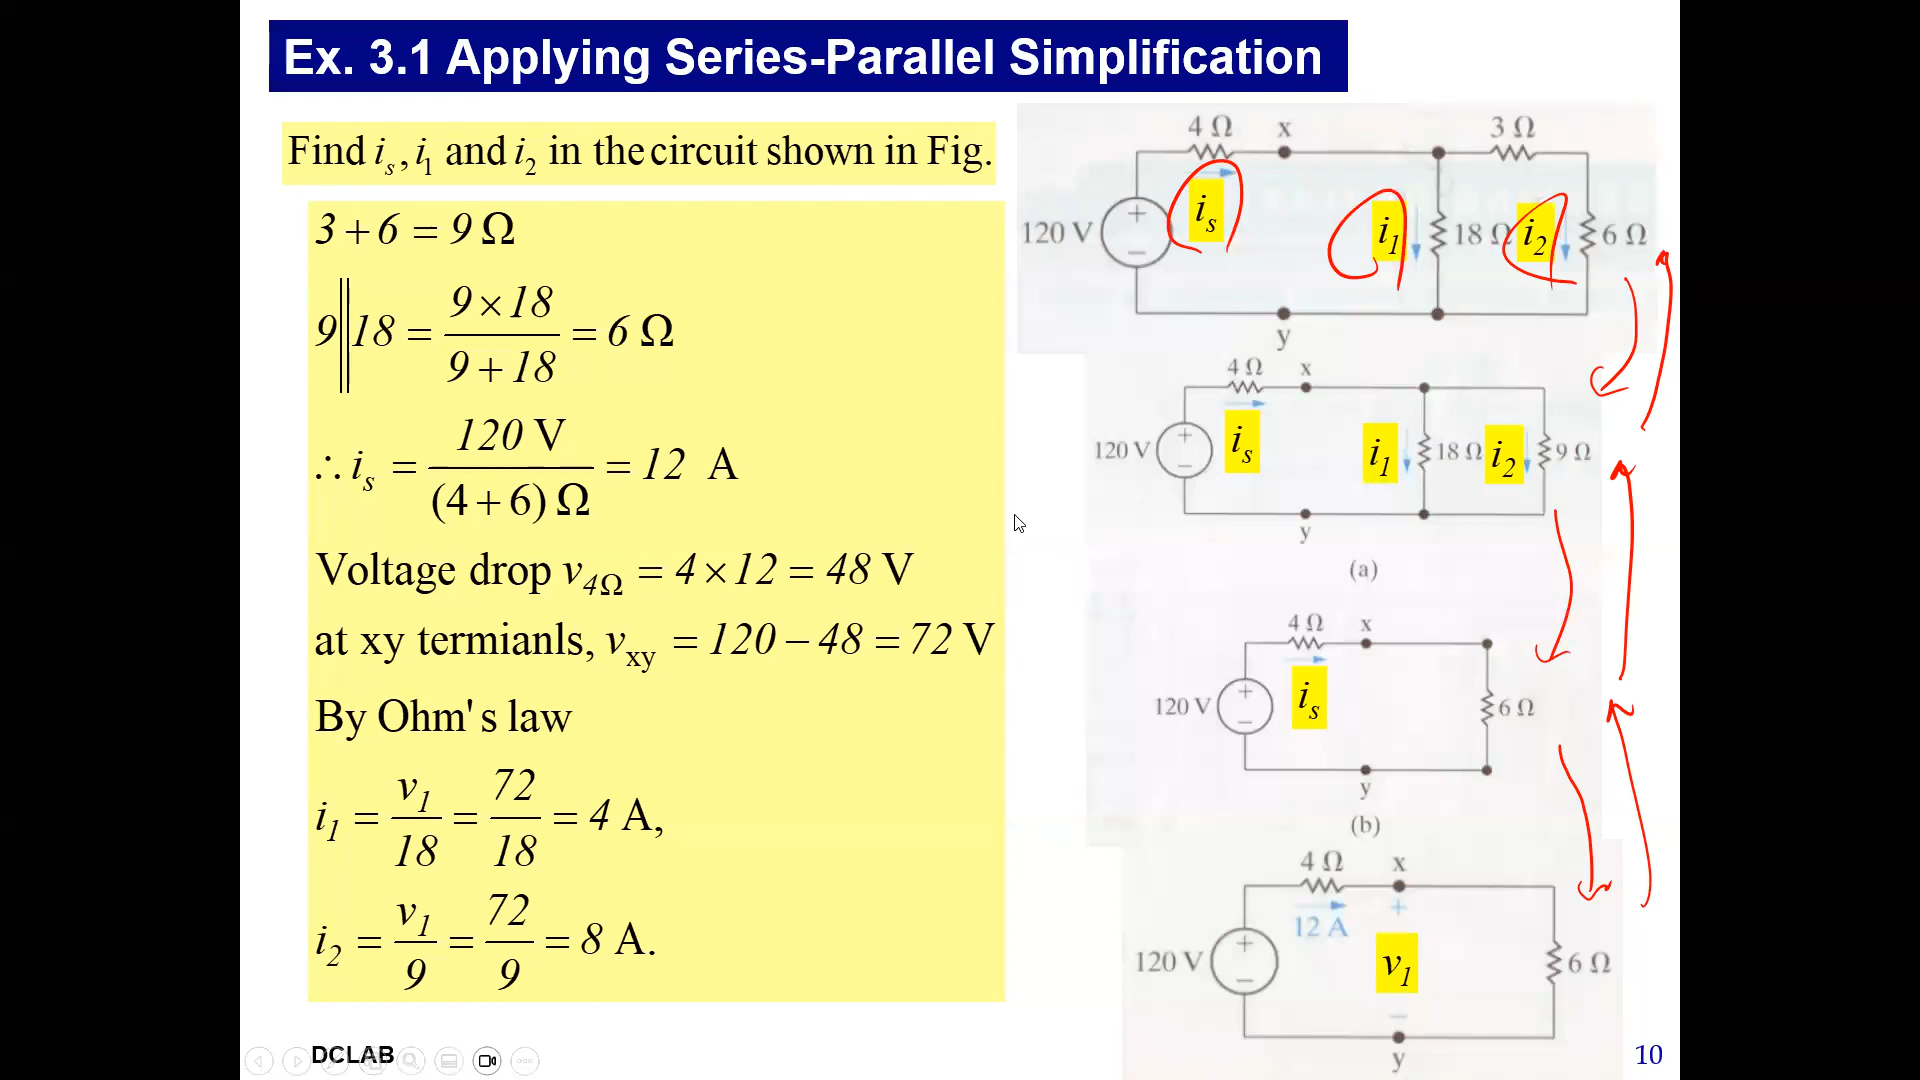 Ex. 3.1 Applying Series-Parallel Simplification
Find i_s, i_1 and i_2 in the circuit shown in Fig.
3 + 6 = 9 Ω
9 || 18 = (9 × 18) / (9 + 18) = 6 Ω
∴ i_s = 120 V / (4 + 6) Ω = 12 A
Voltage drop v_4Ω = 4 × 12 = 48 V
at xy termianls, v_xy = 120 − 48 = 72 V
By Ohm's law
i_1 = v_1 / 18 = 72 / 18 = 4 A,
i_2 = v_1 / 9 = 72 / 9 = 8 A.
4 Ω x 3 Ω
120 V + − i_s i_1 18 Ω i_2 6 Ω
y
4 Ω x
120 V + − i_s i_1 18 Ω i_2 9 Ω
y
(a)
4 Ω x
120 V + − i_s 6 Ω
y
(b)
4 Ω x
12 A +
120 V + − v_1 6 Ω
−
y
DCLAB
10